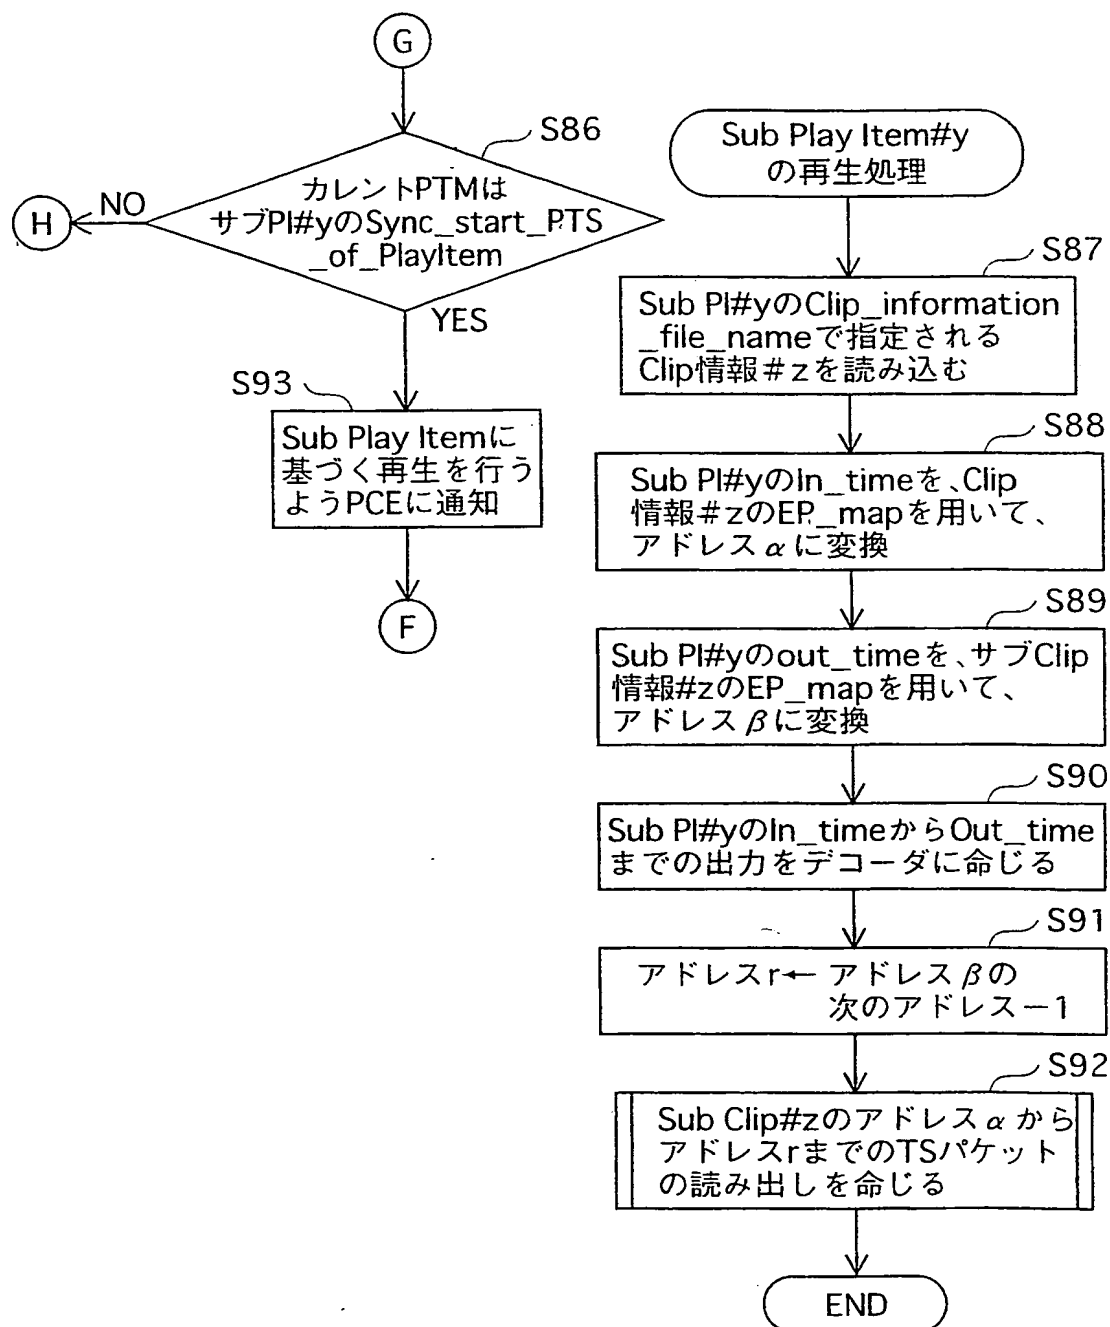 G
S86
カレントPTMは
サブPI#yのSync_start_PTS
_of_PlayItem
NO
H
YES
S93
Sub Play Itemに
基づく再生を行う
ようPCEに通知
F
Sub Play Item#y
の再生処理
S87
Sub PI#yのClip_information
_file_nameで指定される
Clip情報#zを読み込む
S88
Sub PI#yのIn_timeを、Clip
情報#zのEP_mapを用いて、
アドレスαに変換
S89
Sub PI#yのout_timeを、サブClip
情報#zのEP_mapを用いて、
アドレスβに変換
S90
Sub PI#yのIn_timeからOut_time
までの出力をデコーダに命じる
S91
アドレスr← アドレスβの
次のアドレス－1
S92
Sub Clip#zのアドレスαから
アドレスrまでのTSパケット
の読み出しを命じる
END